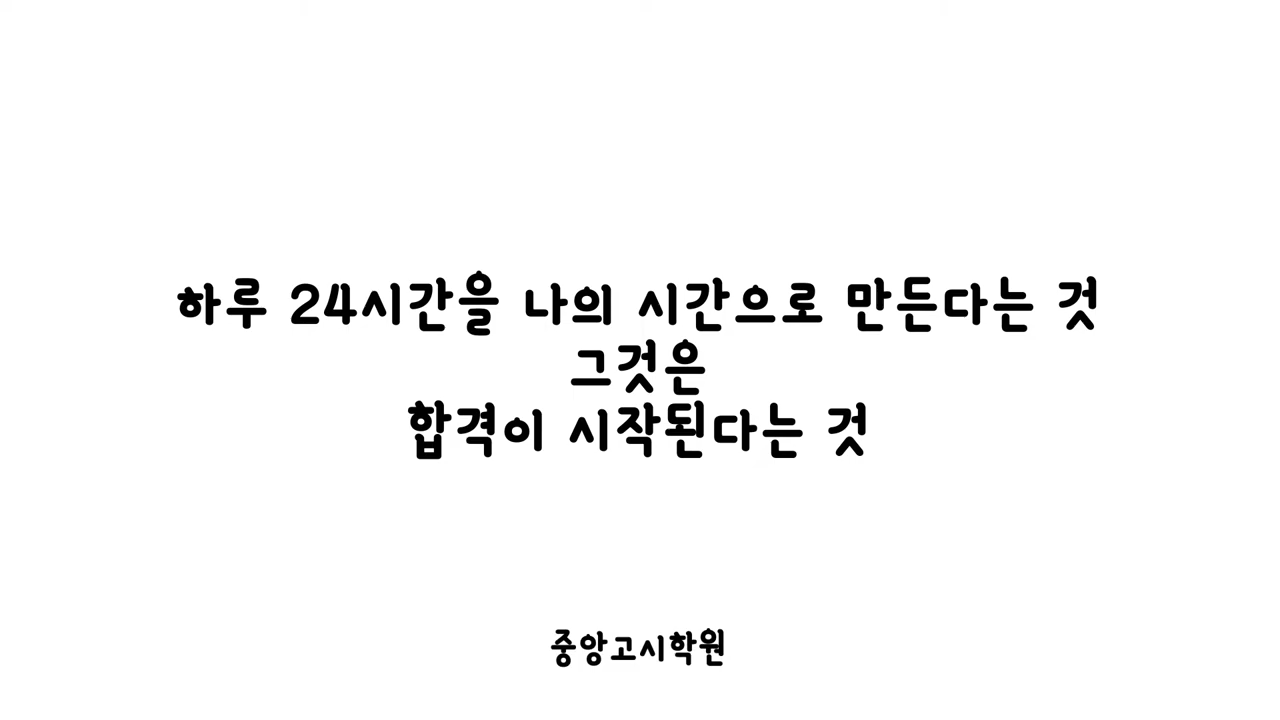 하루 24시간을 나의 시간으로 만든다는 것
그것은
합격이 시작된다는 것
중앙고시학원